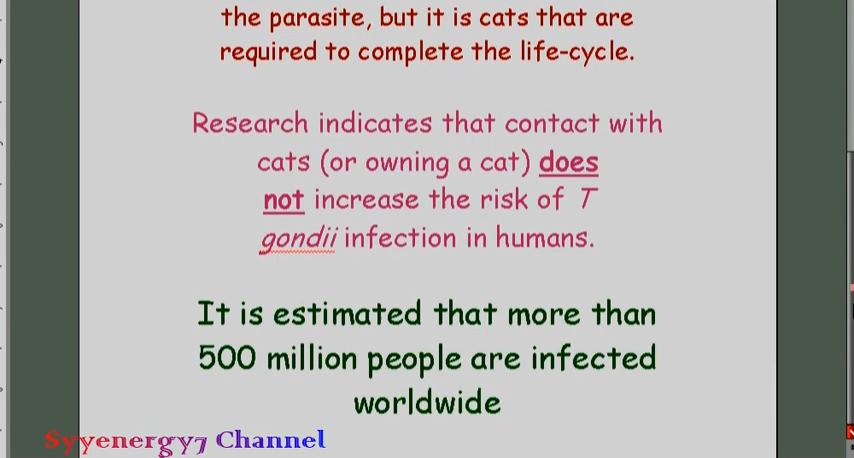 the parasite, but it is cats that are
required to complete the life-cycle.
Research indicates that contact with
cats (or owning a cat) does
not increase the risk of T
gondii infection in humans.
It is estimated that more than
500 million people are infected
worldwide
Syyenergy7 Channel